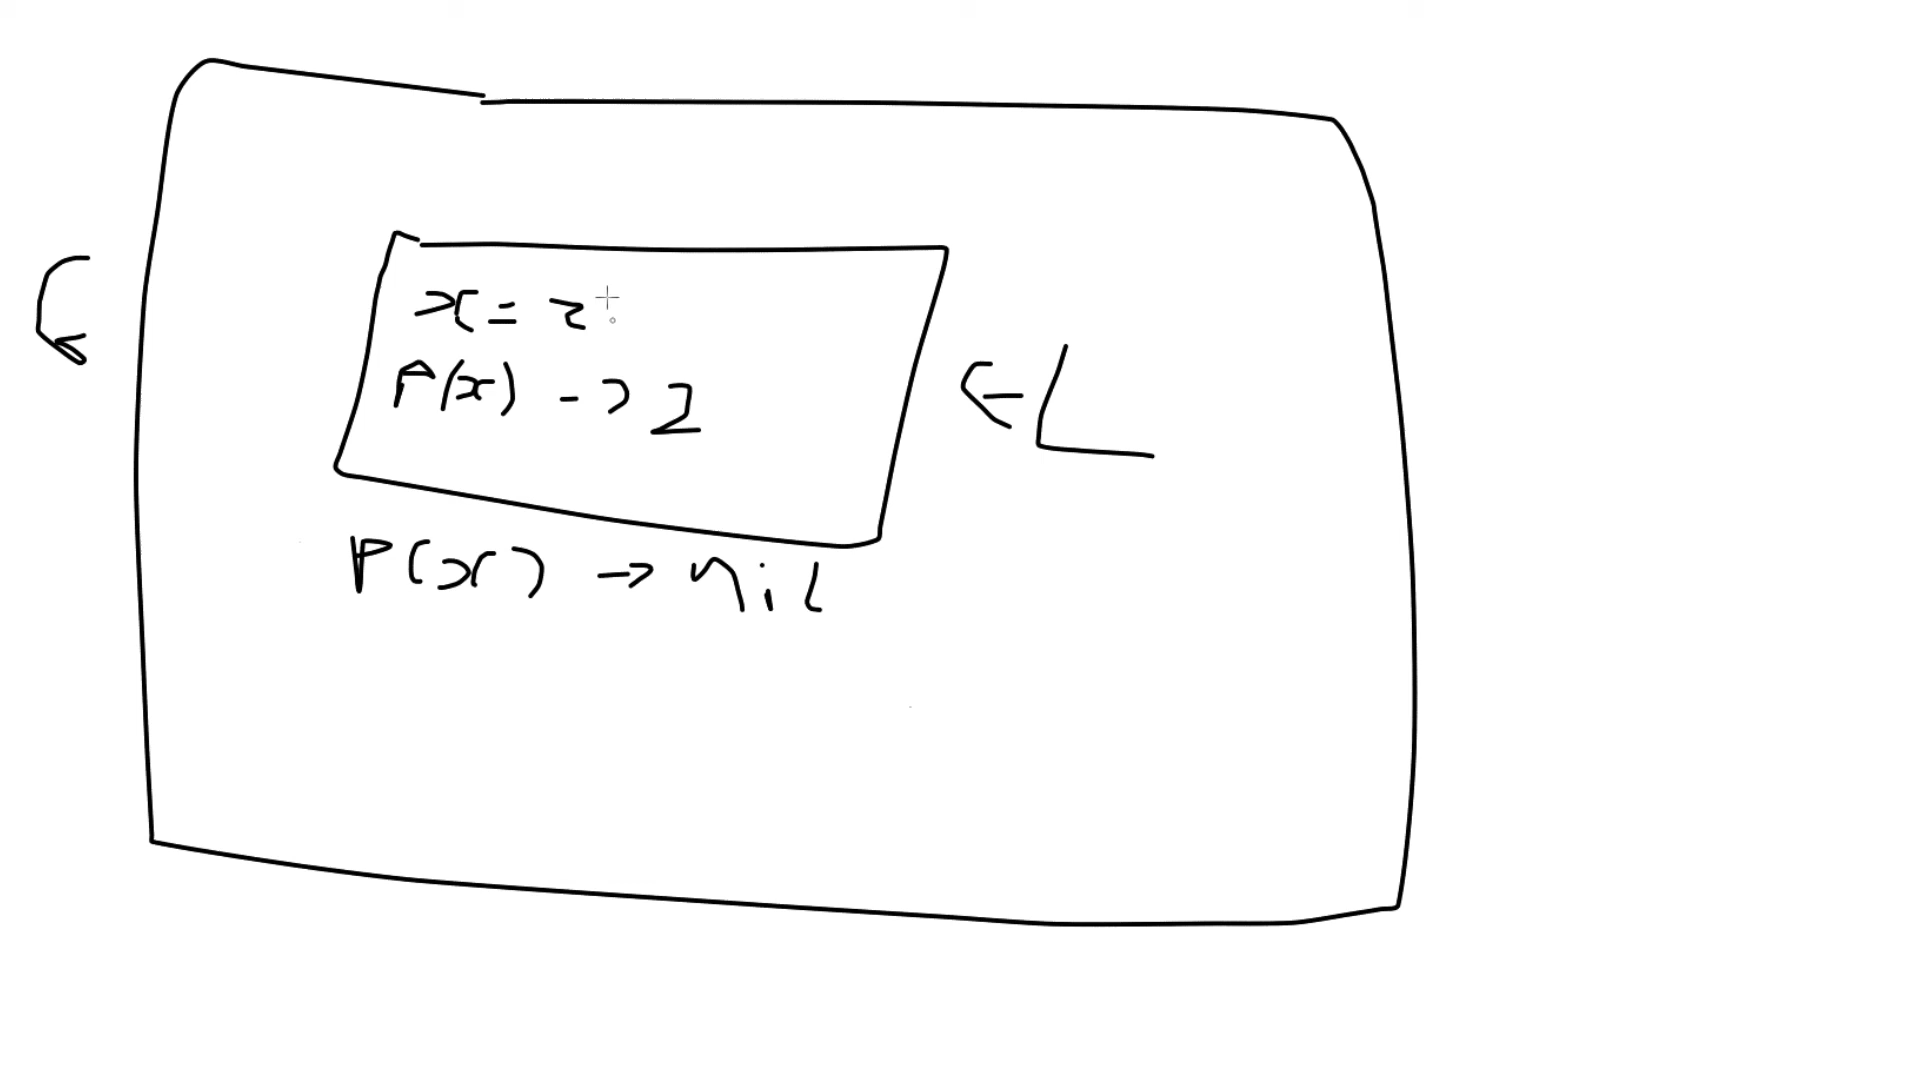 G
x = 2
P(x) -> 2
<- L
P(x) -> nil